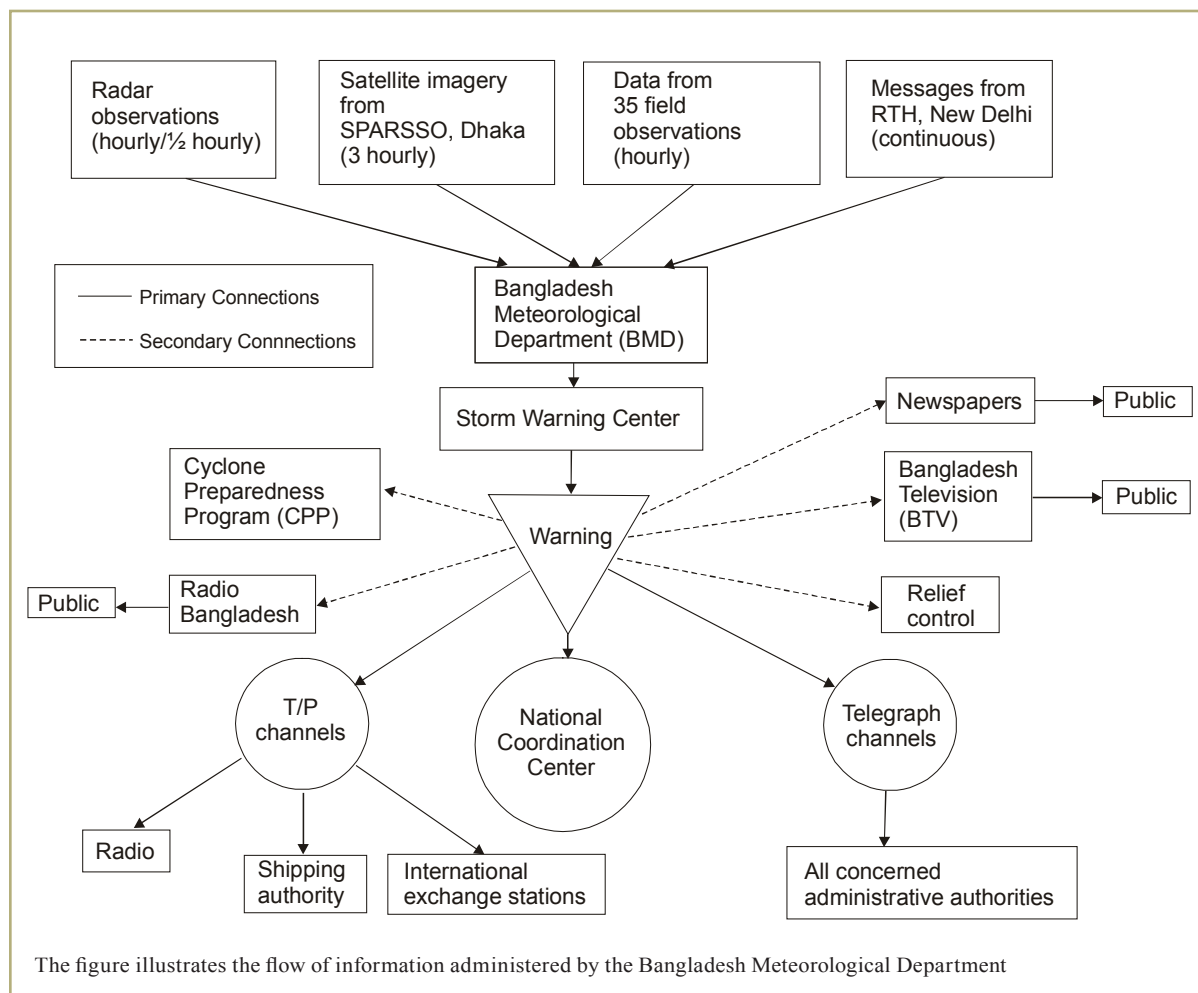 Radar
observations
(hourly/½ hourly)
Satellite imagery
from
SPARSSO, Dhaka
(3 hourly)
Data from
35 field
observations
(hourly)
Messages from
RTH, New Delhi
(continuous)
Primary Connections
Secondary Connnections
Bangladesh
Meteorological
Department (BMD)
Storm Warning Center
Newspapers
Public
Cyclone
Preparedness
Program (CPP)
Bangladesh
Television
(BTV)
Public
Warning
Public
Radio
Bangladesh
Relief
control
T/P
channels
National
Coordination
Center
Telegraph
channels
Radio
Shipping
authority
International
exchange stations
All concerned
administrative authorities
The figure illustrates the flow of information administered by the Bangladesh Meteorological Department